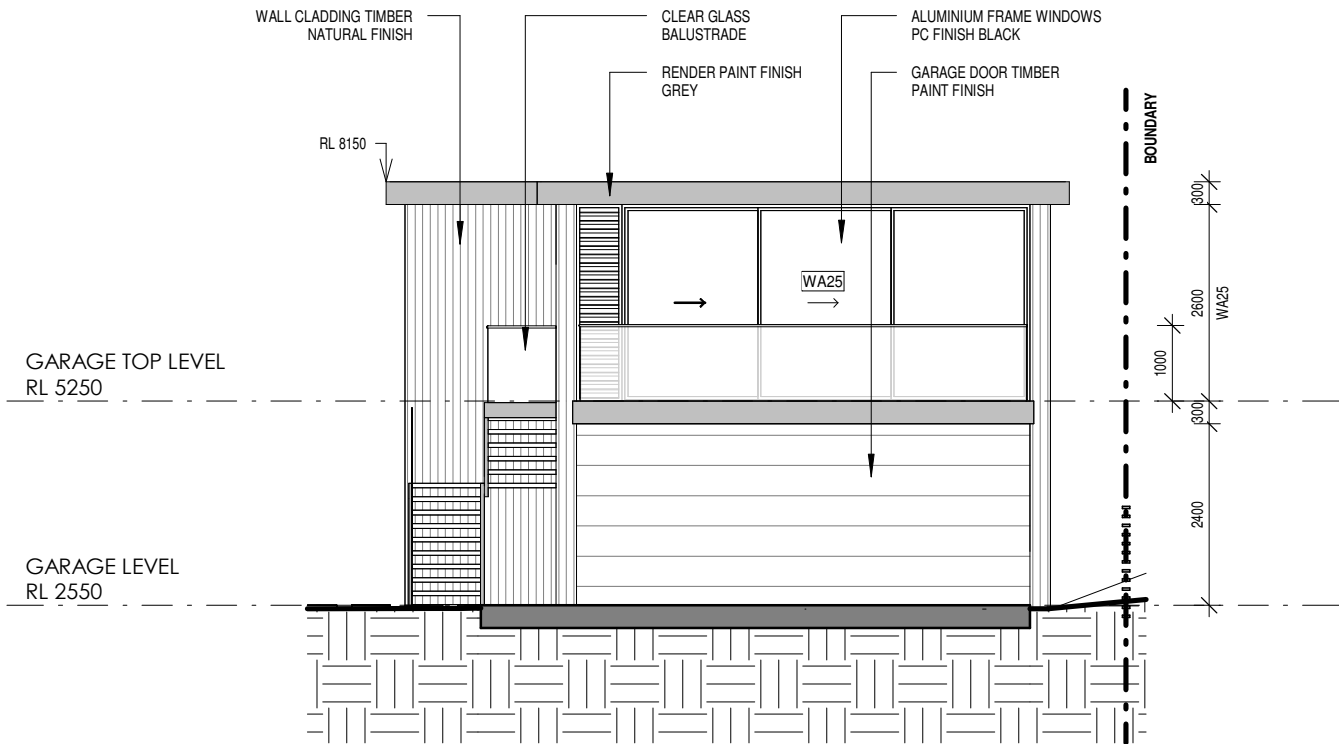 WALL CLADDING TIMBER
NATURAL FINISH
CLEAR GLASS
BALUSTRADE
ALUMINIUM FRAME WINDOWS
PC FINISH BLACK
RENDER PAINT FINISH
GREY
GARAGE DOOR TIMBER
PAINT FINISH
BOUNDARY
RL 8150
300
WA25
2600
WA25
1000
GARAGE TOP LEVEL
RL 5250
300
2400
GARAGE LEVEL
RL 2550